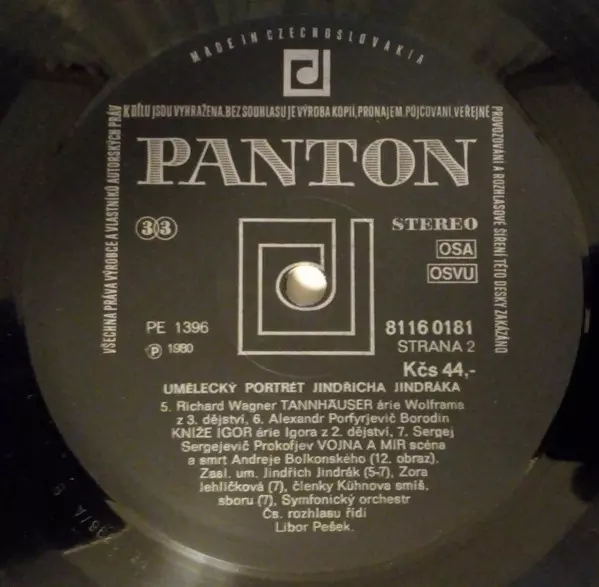 MADE IN CZECHOSLOVAKIA
VŠECHNA PRÁVA VÝROBCE A VLASTNÍKŮ AUTORSKÝCH PRÁV
K DÍLU JSOU VYHRAŽENA. BEZ SOUHLASU JE VÝROBA KOPIÍ, PRONÁJEM, PŮJČOVÁNÍ, VEŘEJNÉ
PROVOZOVÁNÍ A ROZHLASOVÉ ŠÍŘENÍ TÉTO DESKY ZAKÁZÁNO
PANTON
33
STEREO
OSA
OSVU
PE 1396
8116 0181
Ⓟ 1980
STRANA 2
Kčs 44,-
UMĚLECKÝ PORTRÉT JINDŘICHA JINDRÁKA
5. Richard Wagner TANNHÄUSER árie Wolframa
z 3. dějství, 6. Alexandr Porfyrjevič Borodin
KNÍŽE IGOR árie Igora z 2. dějství, 7. Sergej
Sergejevič Prokofjev VOJNA A MÍR scéna
a smrt Andreje Bolkonského (12. obraz).
Zasl. um. Jindřich Jindrák (5-7), Zora
Jehličková (7), členky Kühnova smíš.
sboru (7), Symfonický orchestr
Čs. rozhlasu řídí
Libor Pešek.